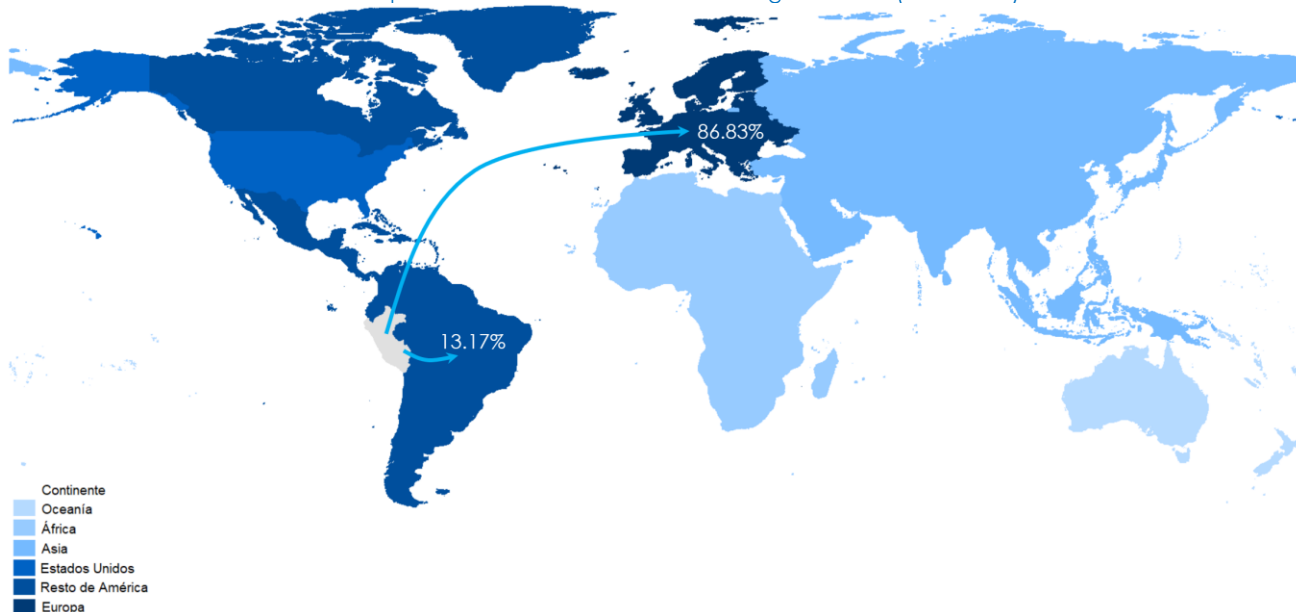 86.83%
13.17%
Continente
Oceanía
África
Asia
Estados Unidos
Resto de América
Europa